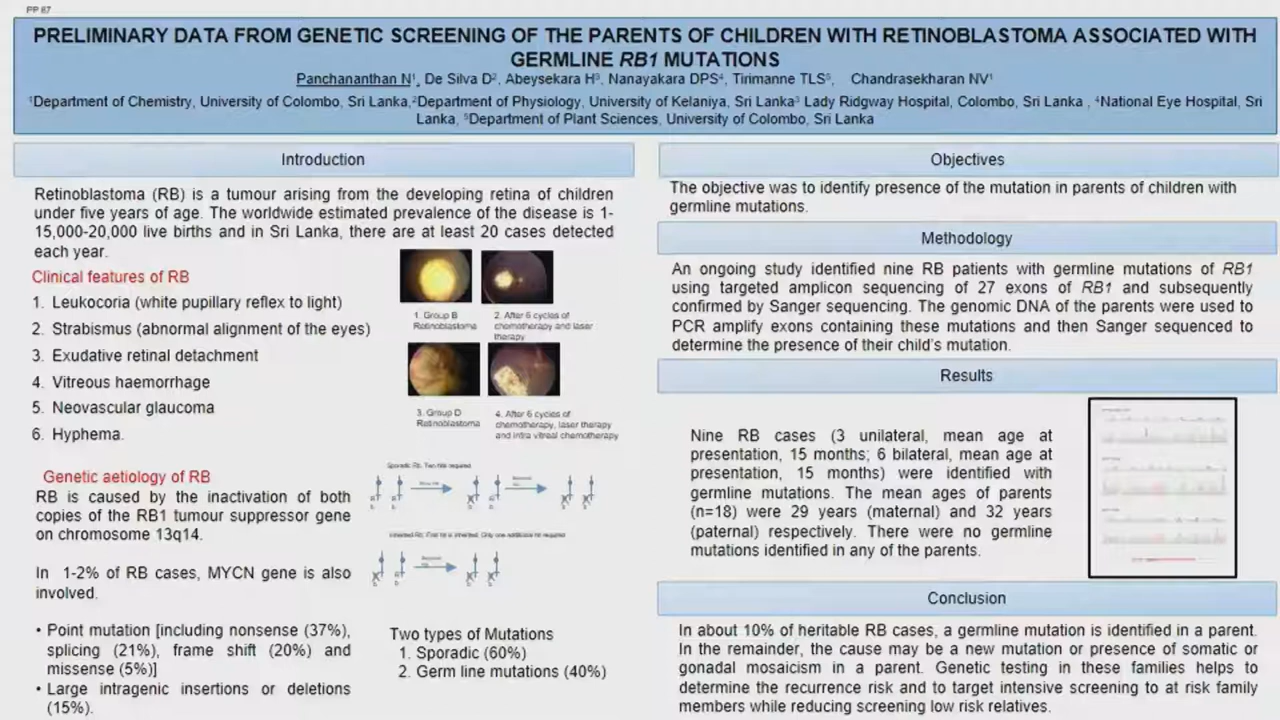 PP 87
PRELIMINARY DATA FROM GENETIC SCREENING OF THE PARENTS OF CHILDREN WITH RETINOBLASTOMA ASSOCIATED WITH
GERMLINE RB1 MUTATIONS
Panchananthan N¹, De Silva D², Abeysekara H³, Nanayakara DPS⁴, Tirimanne TLS⁵, Chandrasekharan NV¹
¹Department of Chemistry, University of Colombo, Sri Lanka,²Department of Physiology, University of Kelaniya, Sri Lanka³ Lady Ridgway Hospital, Colombo, Sri Lanka , ⁴National Eye Hospital, Sri
Lanka, ⁵Department of Plant Sciences, University of Colombo, Sri Lanka
Introduction
Retinoblastoma (RB) is a tumour arising from the developing retina of children
under five years of age. The worldwide estimated prevalence of the disease is 1-
15,000-20,000 live births and in Sri Lanka, there are at least 20 cases detected
each year.
Clinical features of RB
1. Leukocoria (white pupillary reflex to light)
2. Strabismus (abnormal alignment of the eyes)
3. Exudative retinal detachment
4. Vitreous haemorrhage
5. Neovascular glaucoma
6. Hyphema.
1. Group B
Retinoblastoma
2. After 6 cycles of
chemotherapy and laser
therapy
3. Group D
Retinoblastoma
4. After 6 cycles of
chemotherapy, laser therapy
and intra vitreal chemotherapy
Genetic aetiology of RB
RB is caused by the inactivation of both
copies of the RB1 tumour suppressor gene
on chromosome 13q14.
In 1-2% of RB cases, MYCN gene is also
involved.
• Point mutation [including nonsense (37%),
splicing (21%), frame shift (20%) and
missense (5%)]
• Large intragenic insertions or deletions
(15%).
Sporadic Rb. Two hits required
Inherited Rb. First hit is inherited. Only one additional hit required
Two types of Mutations
1. Sporadic (60%)
2. Germ line mutations (40%)
Objectives
The objective was to identify presence of the mutation in parents of children with
germline mutations.
Methodology
An ongoing study identified nine RB patients with germline mutations of RB1
using targeted amplicon sequencing of 27 exons of RB1 and subsequently
confirmed by Sanger sequencing. The genomic DNA of the parents were used to
PCR amplify exons containing these mutations and then Sanger sequenced to
determine the presence of their child's mutation.
Results
Nine RB cases (3 unilateral, mean age at
presentation, 15 months; 6 bilateral, mean age at
presentation, 15 months) were identified with
germline mutations. The mean ages of parents
(n=18) were 29 years (maternal) and 32 years
(paternal) respectively. There were no germline
mutations identified in any of the parents.
Conclusion
In about 10% of heritable RB cases, a germline mutation is identified in a parent.
In the remainder, the cause may be a new mutation or presence of somatic or
gonadal mosaicism in a parent. Genetic testing in these families helps to
determine the recurrence risk and to target intensive screening to at risk family
members while reducing screening low risk relatives.